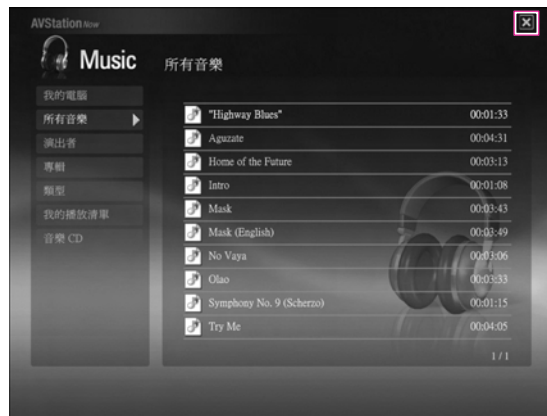 AVStation Now
Music
所有音樂
我的電腦
所有音樂
演出者
專輯
類型
我的播放清單
音樂 CD
"Highway Blues" 00:01:33
Aguzate 00:04:31
Home of the Future 00:03:13
Intro 00:01:08
Mask 00:03:43
Mask (English) 00:03:49
No Vaya 00:03:06
Olao 00:03:33
Symphony No. 9 (Scherzo) 00:01:15
Try Me 00:04:05
1 / 1